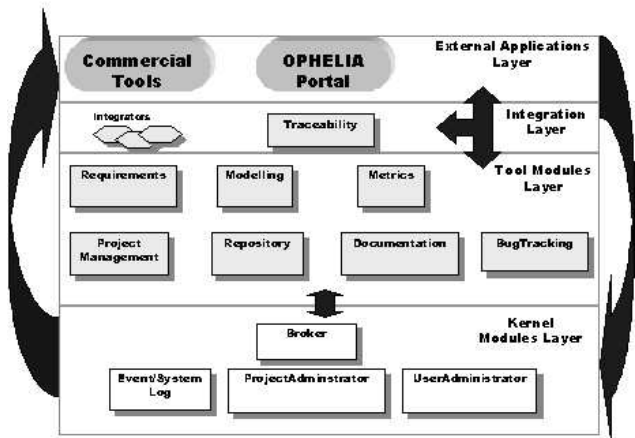 Commercial
Tools
OPHELIA
Portal
External Applications
Layer
Integrators
Traceability
Integration
Layer
Requirements
Modelling
Metrics
Tool Modules
Layer
Project
Management
Repository
Documentation
BugTracking
Broker
Kernel
Modules Layer
Event/System
Log
ProjectAdminstrator
UserAdministrator